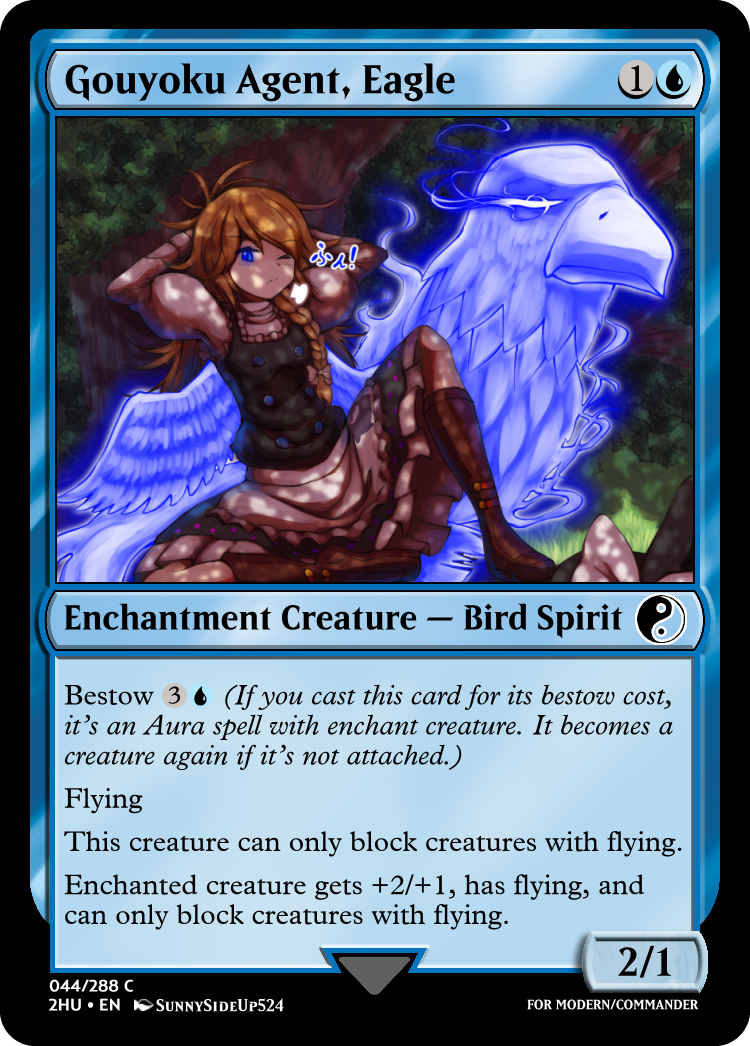 Gouyoku Agent, Eagle 1
ふん!
Enchantment Creature — Bird Spirit
Bestow 3 (If you cast this card for its bestow cost,
it's an Aura spell with enchant creature. It becomes a
creature again if it's not attached.)
Flying
This creature can only block creatures with flying.
Enchanted creature gets +2/+1, has flying, and
can only block creatures with flying.
2/1
044/288 C
2HU • EN SunnySideUp524
FOR MODERN/COMMANDER